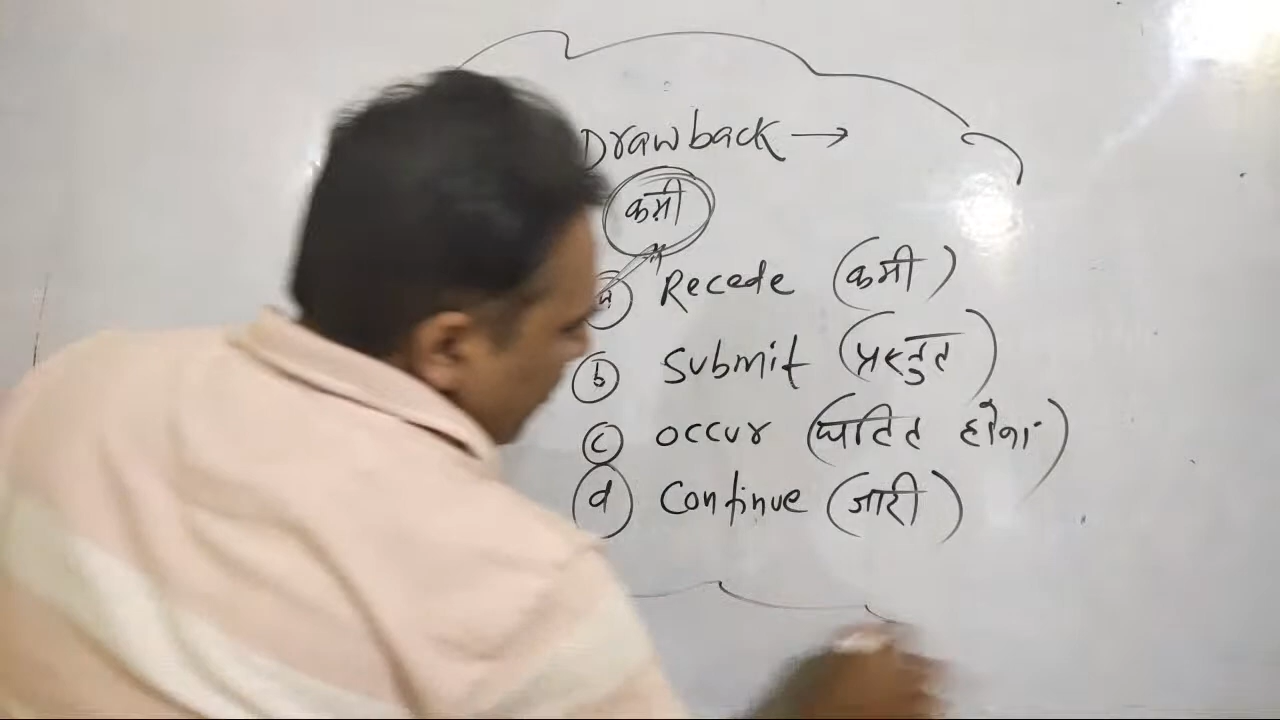 Drawback →
कमी
Recede (कमी)
(b) Submit (प्रस्तुत)
(c) occur (घटित होना)
(d) Continue (जारी)